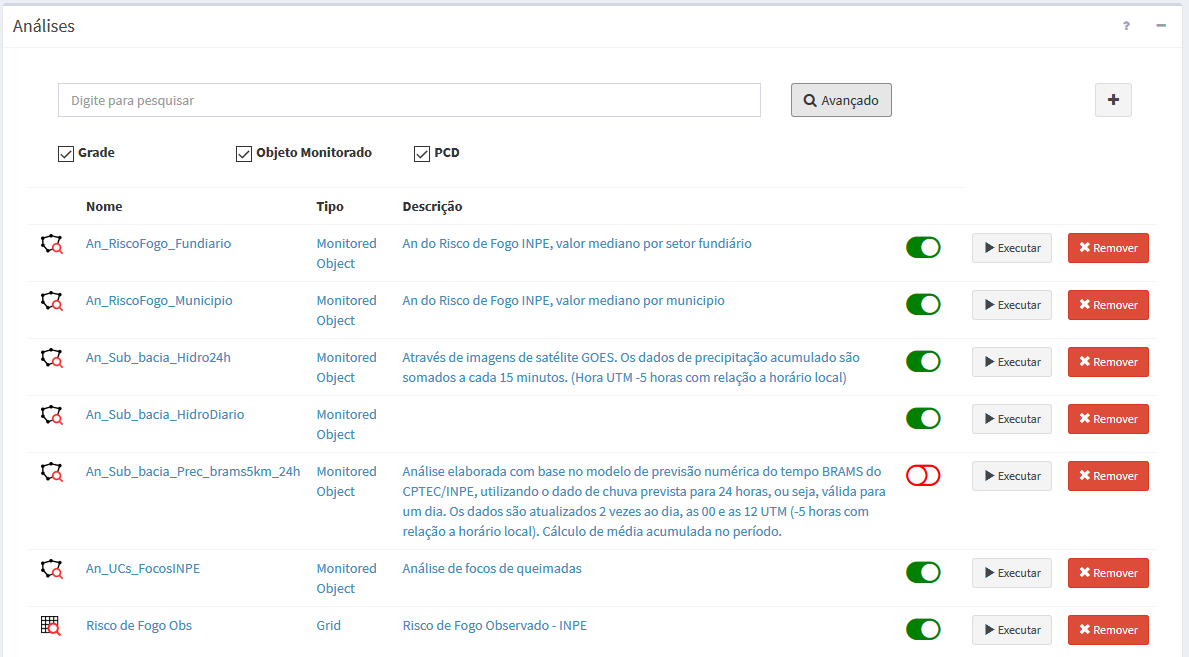 Análises
?
Digite para pesquisar
Avançado
Grade
Objeto Monitorado
PCD
Nome Tipo Descrição
An_RiscoFogo_Fundiario Monitored An do Risco de Fogo INPE, valor mediano por setor fundiário Executar Remover
Object
An_RiscoFogo_Municipio Monitored An do Risco de Fogo INPE, valor mediano por municipio Executar Remover
Object
An_Sub_bacia_Hidro24h Monitored Através de imagens de satélite GOES. Os dados de precipitação acumulado são Executar Remover
Object somados a cada 15 minutos. (Hora UTM -5 horas com relação a horário local)
An_Sub_bacia_HidroDiario Monitored Executar Remover
Object
An_Sub_bacia_Prec_brams5km_24h Monitored Análise elaborada com base no modelo de previsão numérica do tempo BRAMS do Executar Remover
Object CPTEC/INPE, utilizando o dado de chuva prevista para 24 horas, ou seja, válida para
um dia. Os dados são atualizados 2 vezes ao dia, as 00 e as 12 UTM (-5 horas com
relação a horário local). Cálculo de média acumulada no período.
An_UCs_FocosINPE Monitored Análise de focos de queimadas Executar Remover
Object
Risco de Fogo Obs Grid Risco de Fogo Observado - INPE Executar Remover